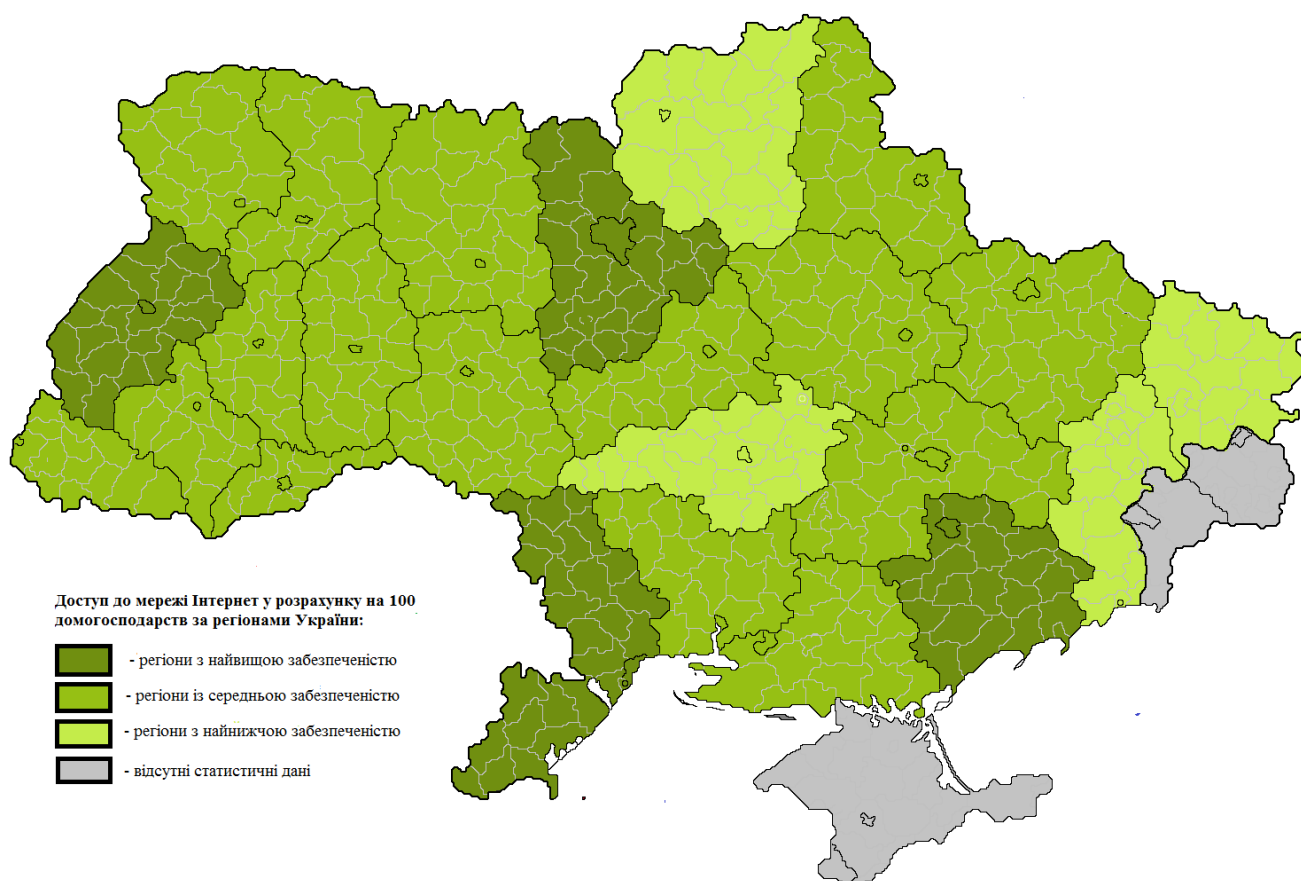 Доступ до мережі Інтернет у розрахунку на 100
домогосподарств за регіонами України:
- регіони з найвищою забезпеченістю
- регіони із середньою забезпеченістю
- регіони з найнижчою забезпеченістю
- відсутні статистичні дані